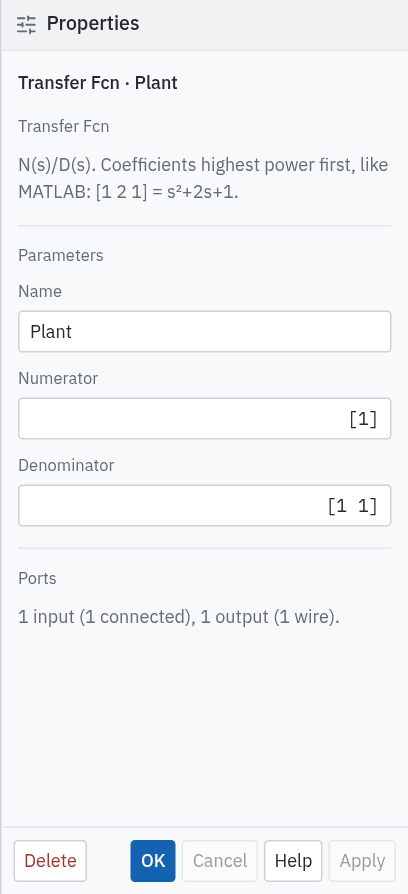 Properties
Transfer Fcn · Plant
Transfer Fcn
N(s)/D(s). Coefficients highest power first, like
MATLAB: [1 2 1] = s²+2s+1.
Parameters
Name
Plant
Numerator
[1]
Denominator
[1 1]
Ports
1 input (1 connected), 1 output (1 wire).
Delete OK Cancel Help Apply